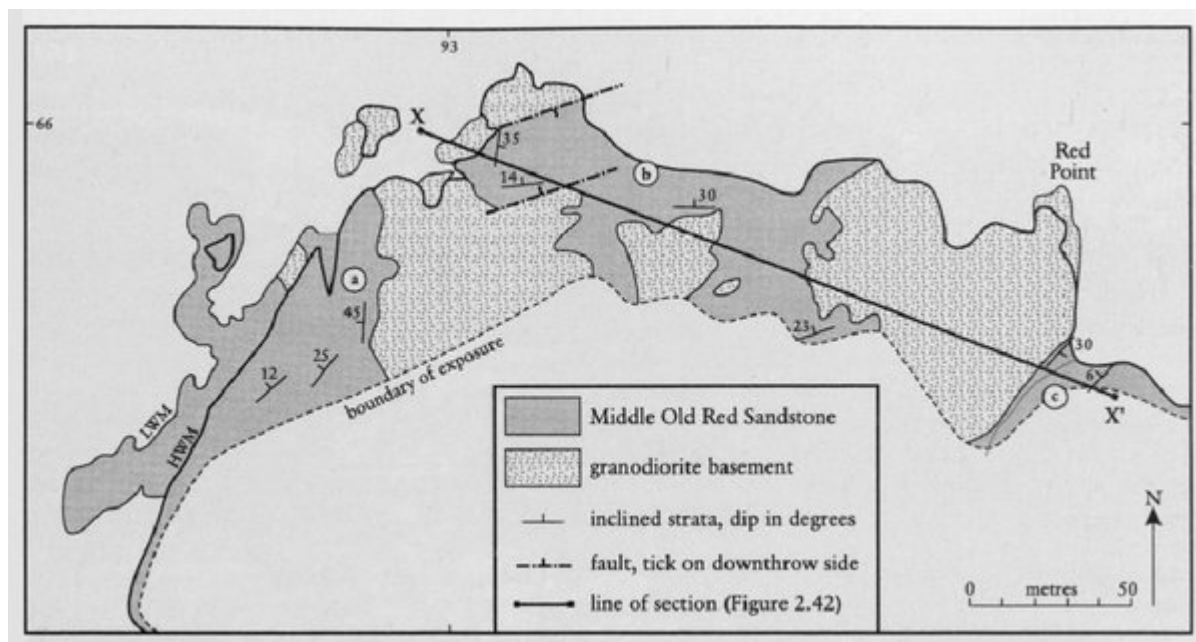 93
66
X
35
14
b
30
Red
Point
a
45
25
12
23
boundary of exposure
LWM
HWM
30
6
c
X'
Middle Old Red Sandstone
granodiorite basement
inclined strata, dip in degrees
fault, tick on downthrow side
line of section (Figure 2.42)
N
0 metres 50